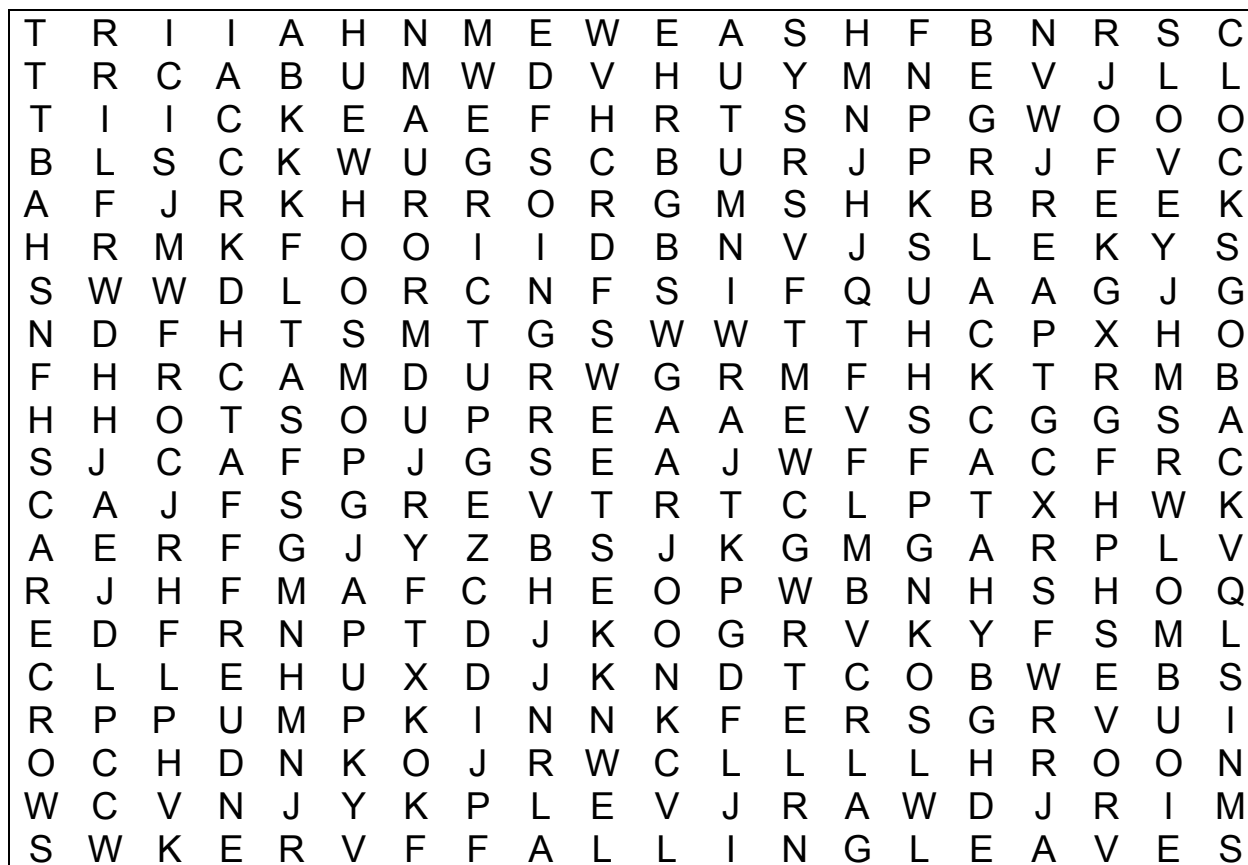 T R I I A H N M E W E A S H F B N R S C
T R C A B U M W D V H U Y M N E V J L L
T I I C K E A E F H R T S N P G W O O O
B L S C K W U G S C B U R J P R J F V C
A F J R K H R R O R G M S H K B R E E K
H R M K F O O I I D B N V J S L E K Y S
S W W D L O R C N F S I F Q U A A G J G
N D F H T S M T G S W W T T H C P X H O
F H R C A M D U R W G R M F H K T R M B
H H O T S O U P R E A A E V S C G G S A
S J C A F P J G S E A J W F F A C F R C
C A J F S G R E V T R T C L P T X H W K
A E R F G J Y Z B S J K G M G A R P L V
R J H F M A F C H E O P W B N H S H O Q
E D F R N P T D J K O G R V K Y F S M L
C L L E H U X D J K N D T C O B W E B S
R P P U M P K I N N K F E R S G R V U I
O C H D N K O J R W C L L L L H R O O N
W C V N J Y K P L E V J R A W D J R I M
S W K E R V F F A L L I N G L E A V E S